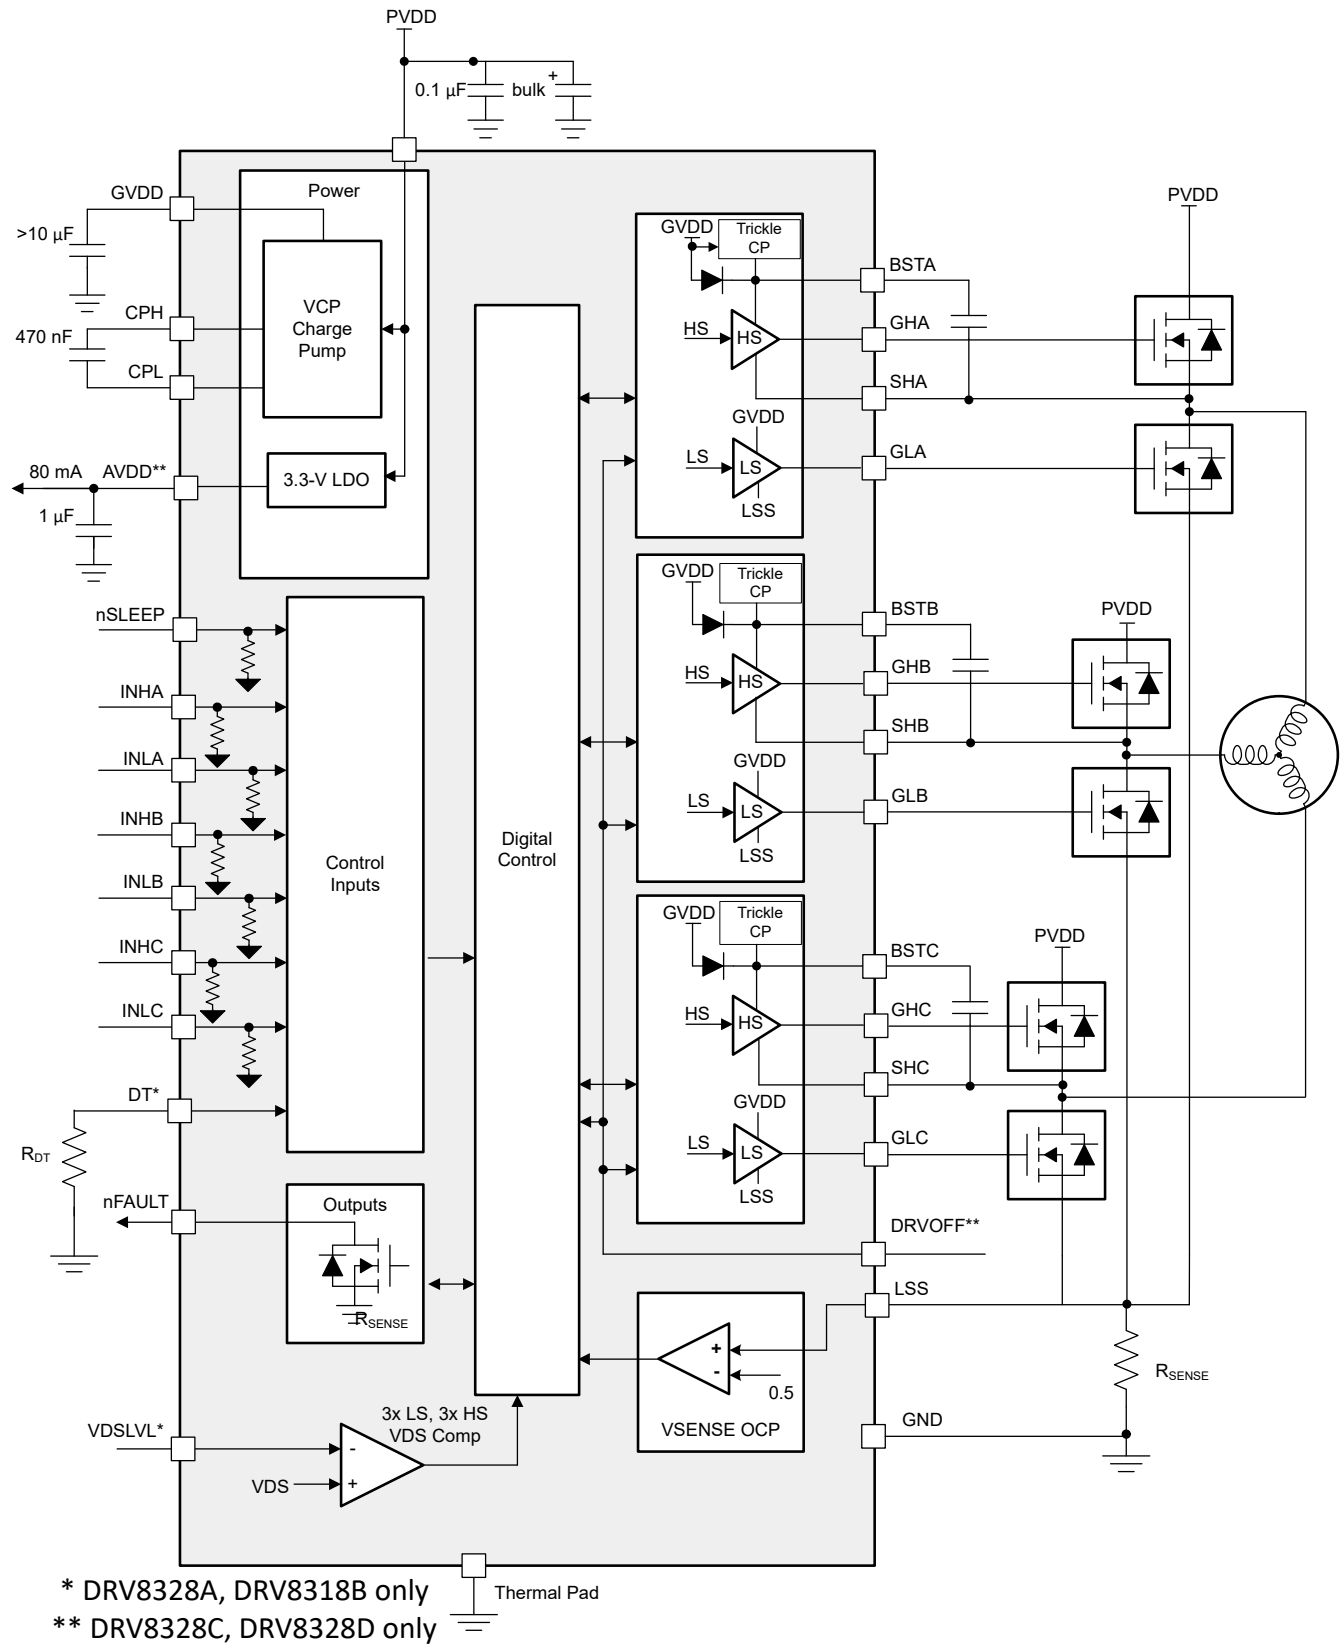 PVDD
0.1 µF
bulk
+
GVDD
>10 µF
CPH
470 nF
CPL
80 mA
AVDD**
1 µF
Power
VCP
Charge
Pump
3.3-V LDO
nSLEEP
INHA
INLA
INHB
INLB
INHC
INLC
DT*
RDT
nFAULT
VDSLVL*
Control
Inputs
Outputs
RSENSE
Digital
Control
3x LS, 3x HS
VDS Comp
-
+
VDS
GVDD
Trickle
CP
HS
HS
GVDD
LS
LS
LSS
BSTA
GHA
SHA
GLA
PVDD
GVDD
Trickle
CP
HS
HS
GVDD
LS
LS
LSS
BSTB
GHB
SHB
GLB
PVDD
GVDD
Trickle
CP
HS
HS
GVDD
LS
LS
LSS
BSTC
GHC
SHC
GLC
PVDD
DRVOFF**
LSS
+
-
0.5
VSENSE OCP
RSENSE
GND
Thermal Pad
* DRV8328A, DRV8318B only
** DRV8328C, DRV8328D only